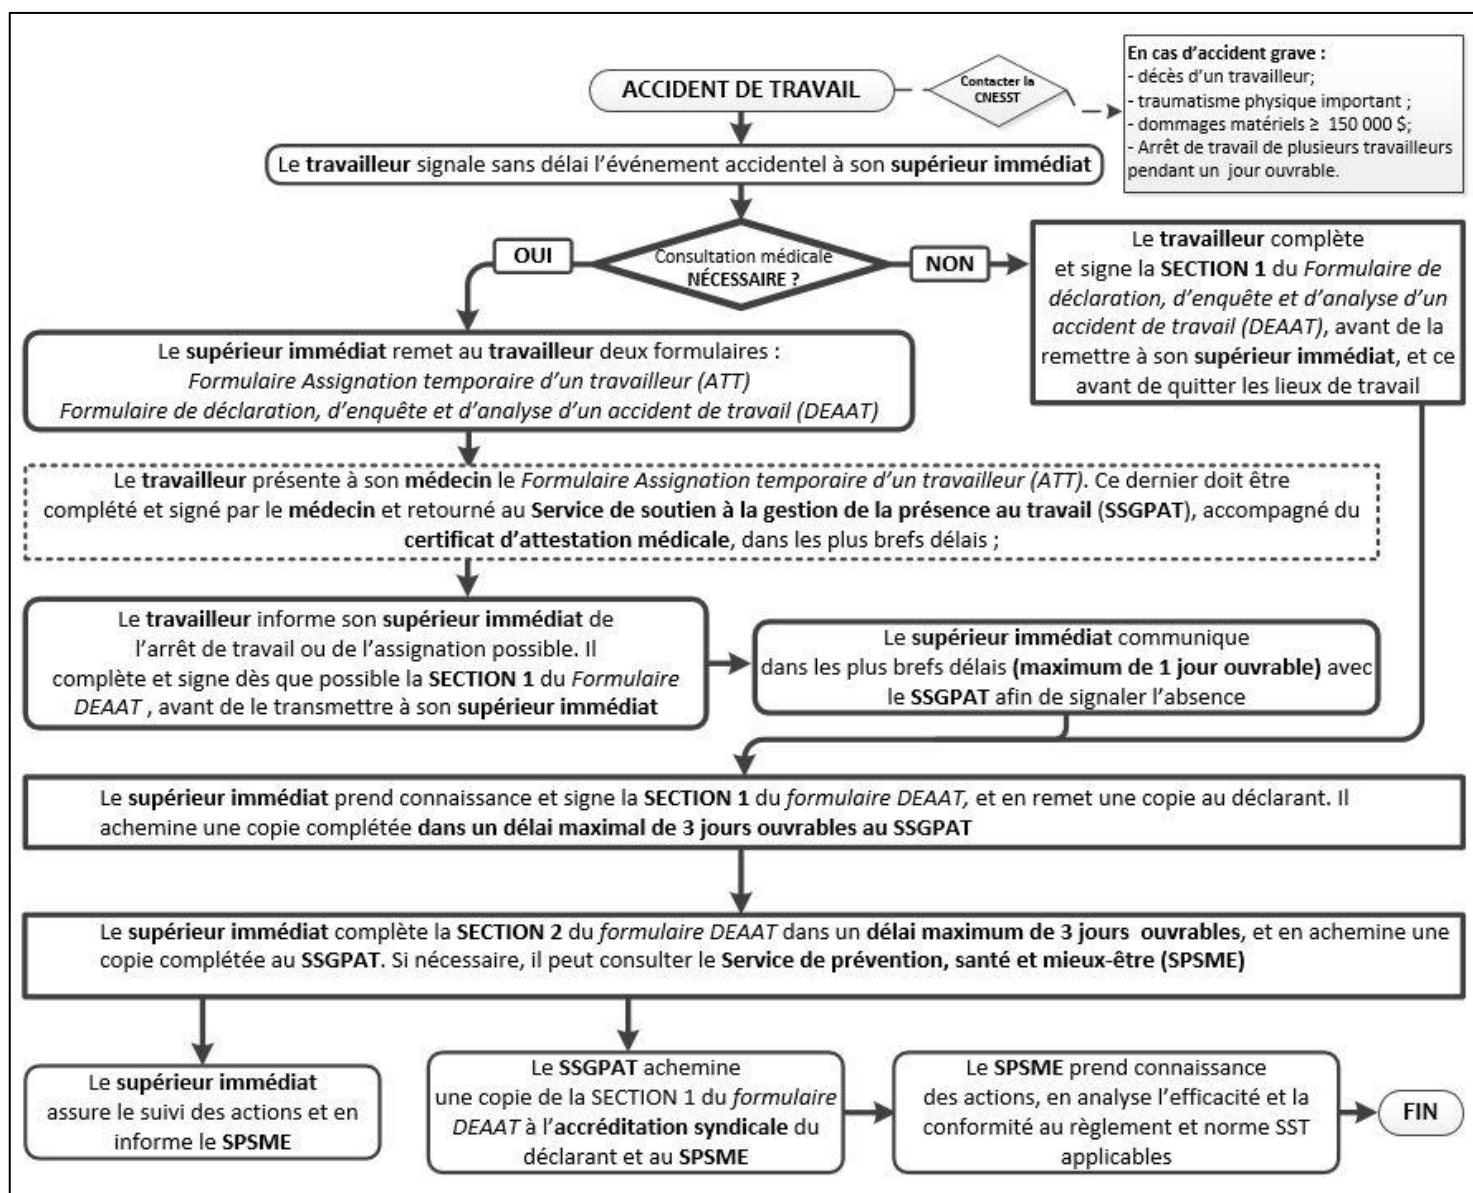 ACCIDENT DE TRAVAIL
Contacter la
CNESST
En cas d'accident grave :
- décès d'un travailleur;
- traumatisme physique important ;
- dommages matériels ≥ 150 000 $;
- Arrêt de travail de plusieurs travailleurs
pendant un jour ouvrable.
Le travailleur signale sans délai l'événement accidentel à son supérieur immédiat
Consultation médicale
NÉCESSAIRE ?
OUI
NON
Le travailleur complète
et signe la SECTION 1 du Formulaire de
déclaration, d'enquête et d'analyse d'un
accident de travail (DEAAT), avant de la
remettre à son supérieur immédiat, et ce
avant de quitter les lieux de travail
Le supérieur immédiat remet au travailleur deux formulaires :
Formulaire Assignation temporaire d'un travailleur (ATT)
Formulaire de déclaration, d'enquête et d'analyse d'un accident de travail (DEAAT)
Le travailleur présente à son médecin le Formulaire Assignation temporaire d'un travailleur (ATT). Ce dernier doit être
complété et signé par le médecin et retourné au Service de soutien à la gestion de la présence au travail (SSGPAT), accompagné du
certificat d'attestation médicale, dans les plus brefs délais ;
Le travailleur informe son supérieur immédiat de
l'arrêt de travail ou de l'assignation possible. Il
complète et signe dès que possible la SECTION 1 du Formulaire
DEAAT , avant de le transmettre à son supérieur immédiat
Le supérieur immédiat communique
dans les plus brefs délais (maximum de 1 jour ouvrable) avec
le SSGPAT afin de signaler l'absence
Le supérieur immédiat prend connaissance et signe la SECTION 1 du formulaire DEAAT, et en remet une copie au déclarant. Il
achemine une copie complétée dans un délai maximal de 3 jours ouvrables au SSGPAT
Le supérieur immédiat complète la SECTION 2 du formulaire DEAAT dans un délai maximum de 3 jours ouvrables, et en achemine une
copie complétée au SSGPAT. Si nécessaire, il peut consulter le Service de prévention, santé et mieux-être (SPSME)
Le supérieur immédiat
assure le suivi des actions et en
informe le SPSME
Le SSGPAT achemine
une copie de la SECTION 1 du formulaire
DEAAT à l'accréditation syndicale du
déclarant et au SPSME
Le SPSME prend connaissance
des actions, en analyse l'efficacité et la
conformité au règlement et norme SST
applicables
FIN